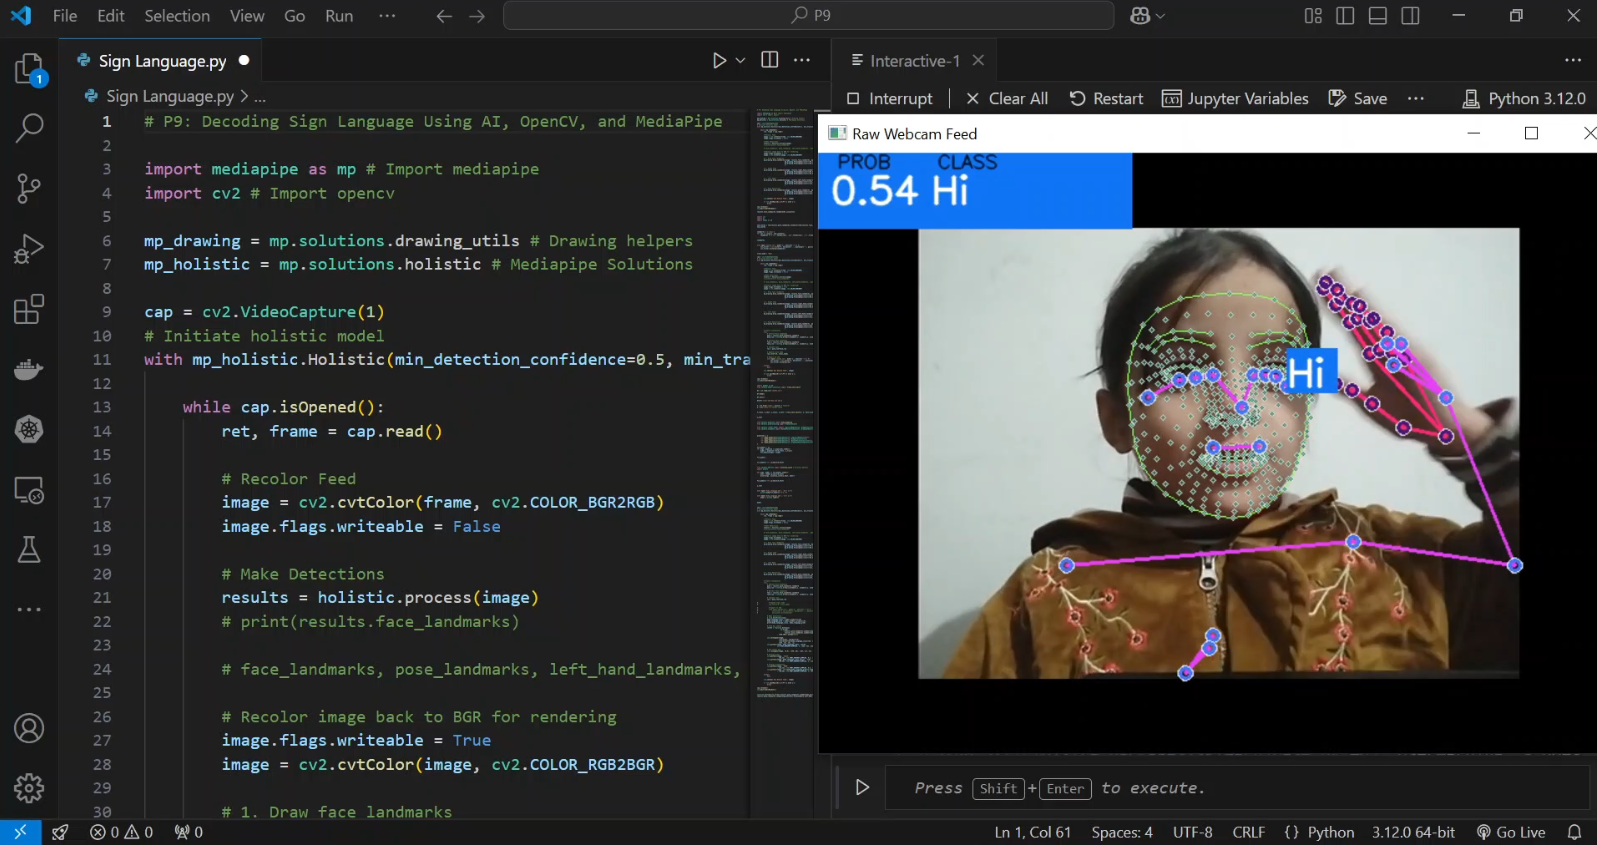 File Edit Selection View Go Run ··· P9
Sign Language.py
Sign Language.py > ...
1 # P9: Decoding Sign Language Using AI, OpenCV, and MediaPipe
2
3 import mediapipe as mp # Import mediapipe
4 import cv2 # Import opencv
5
6 mp_drawing = mp.solutions.drawing_utils # Drawing helpers
7 mp_holistic = mp.solutions.holistic # Mediapipe Solutions
8
9 cap = cv2.VideoCapture(1)
10 # Initiate holistic model
11 with mp_holistic.Holistic(min_detection_confidence=0.5, min_tra
12
13 while cap.isOpened():
14 ret, frame = cap.read()
15
16 # Recolor Feed
17 image = cv2.cvtColor(frame, cv2.COLOR_BGR2RGB)
18 image.flags.writeable = False
19
20 # Make Detections
21 results = holistic.process(image)
22 # print(results.face_landmarks)
23
24 # face_landmarks, pose_landmarks, left_hand_landmarks,
25
26 # Recolor image back to BGR for rendering
27 image.flags.writeable = True
28 image = cv2.cvtColor(image, cv2.COLOR_RGB2BGR)
29
30 # 1. Draw face landmarks
1
Interactive-1
Interrupt Clear All Restart Jupyter Variables Save ··· Python 3.12.0
Raw Webcam Feed
PROB CLASS
0.54 Hi
Hi
Press Shift + Enter to execute.
0 0 0 Ln 1, Col 61 Spaces: 4 UTF-8 CRLF {} Python 3.12.0 64-bit Go Live